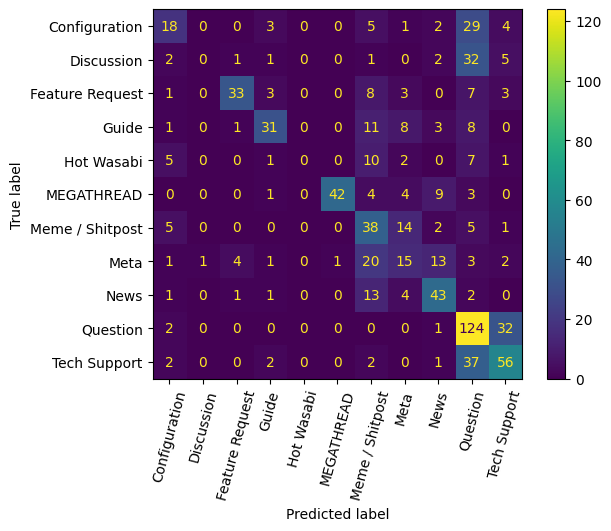 Configuration 18 0 0 3 0 0 5 1 2 29 4
Discussion 2 0 1 1 0 0 1 0 2 32 5
Feature Request 1 0 33 3 0 0 8 3 0 7 3
Guide 1 0 1 31 0 0 11 8 3 8 0
Hot Wasabi 5 0 0 1 0 0 10 2 0 7 1
MEGATHREAD 0 0 0 1 0 42 4 4 9 3 0
Meme / Shitpost 5 0 0 0 0 0 38 14 2 5 1
Meta 1 1 4 1 0 1 20 15 13 3 2
News 1 0 1 1 0 0 13 4 43 2 0
Question 2 0 0 0 0 0 0 0 1 124 32
Tech Support 2 0 0 2 0 0 2 0 1 37 56
True label
Configuration
Discussion
Feature Request
Guide
Hot Wasabi
MEGATHREAD
Meme / Shitpost
Meta
News
Question
Tech Support
Predicted label
120
100
80
60
40
20
0